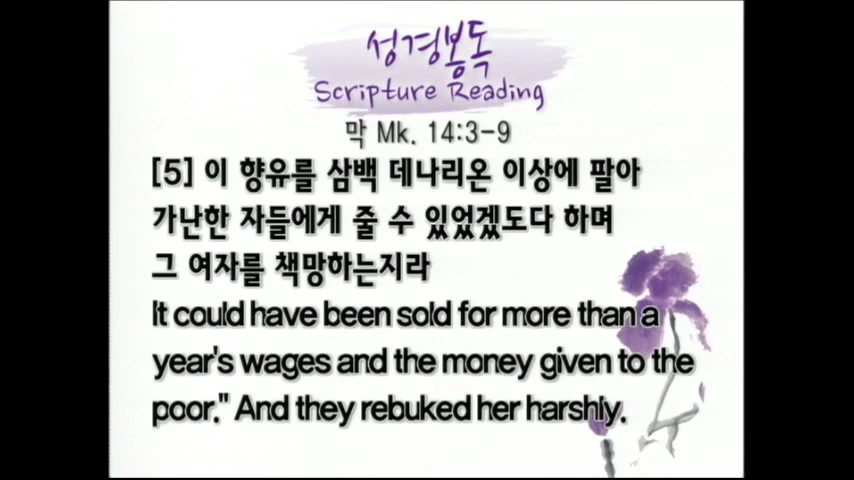 성경봉독
Scripture Reading
막 Mk. 14:3-9
[5] 이 향유를 삼백 데나리온 이상에 팔아
가난한 자들에게 줄 수 있었겠도다 하며
그 여자를 책망하는지라
It could have been sold for more than a
year's wages and the money given to the
poor." And they rebuked her harshly.